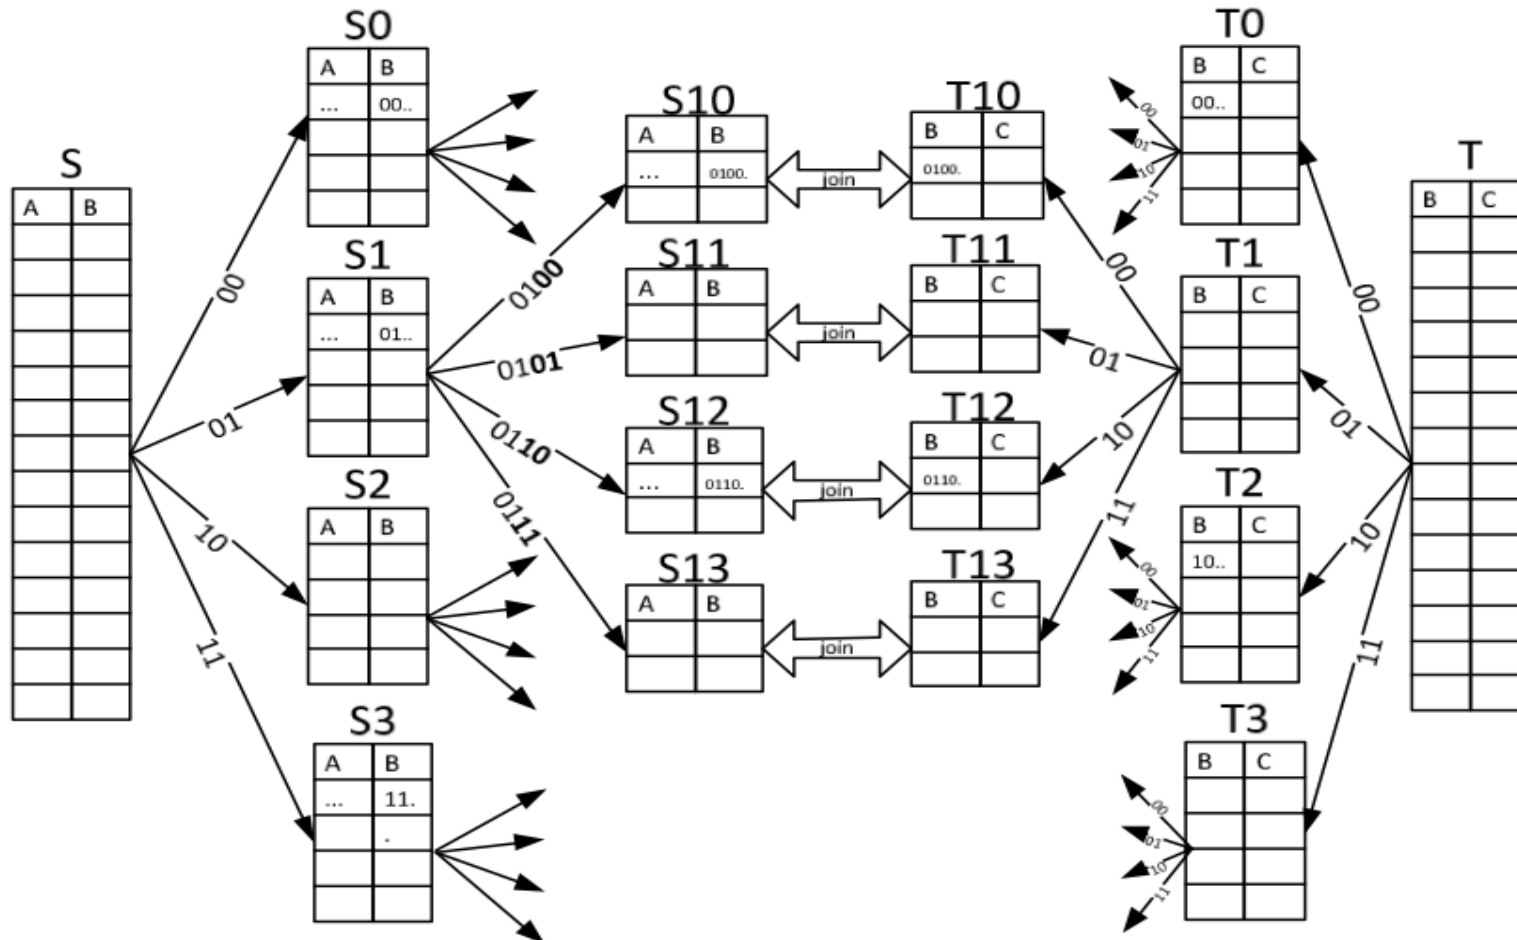 S
A B
S0
A B
... 00..
S1
A B
... 01..
S2
A B
S3
A B
... 11.
.
00
01
10
11
0100
0101
0110
0111
S10
A B
... 0100.
S11
A B
S12
A B
... 0110.
S13
A B
join
join
join
join
T10
B C
0100.
T11
B C
T12
B C
0110.
T13
B C
00
01
10
11
T0
B C
00..
00
01
10
11
T1
B C
T2
B C
10..
00
01
10
11
T3
B C
00
01
10
11
00
01
10
11
T
B C